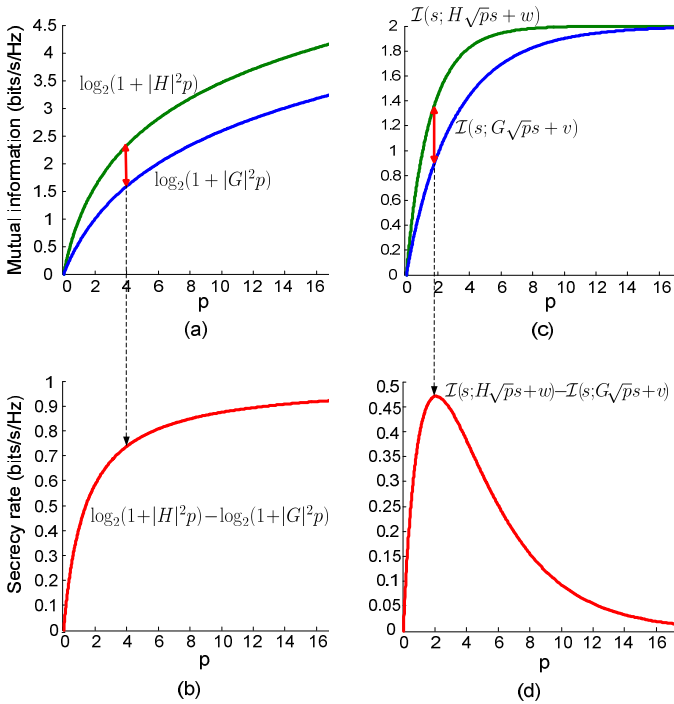 Mutual information (bits/s/Hz)
4.5
4
3.5
3
2.5
2
1.5
1
0.5
0
log₂(1 + |H|²p)
log₂(1 + |G|²p)
0 2 4 6 8 10 12 14 16
p
(a)
2
1.8
1.6
1.4
1.2
1
0.8
0.6
0.4
0.2
0
I(s; H√ps + w)
I(s; G√ps + v)
0 2 4 6 8 10 12 14 16
p
(c)
Secrecy rate (bits/s/Hz)
1
0.9
0.8
0.7
0.6
0.5
0.4
0.3
0.2
0.1
0
log₂(1+|H|²p)−log₂(1+|G|²p)
0 2 4 6 8 10 12 14 16
p
(b)
0.5
0.45
0.4
0.35
0.3
0.25
0.2
0.15
0.1
0.05
0
I(s;H√ps+w)−I(s;G√ps+v)
0 2 4 6 8 10 12 14 16
p
(d)